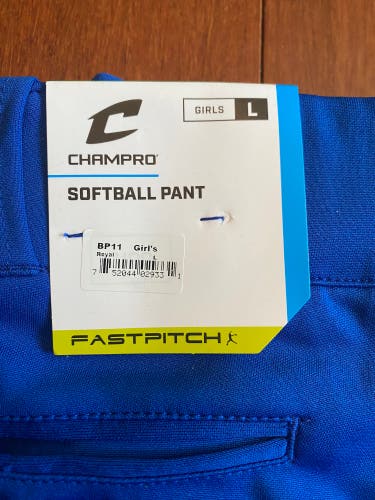 GIRLS L
CHAMPRO
SOFTBALL PANT
BP11 Girl's
Royal L
7 52044 02933 1
FASTPITCH